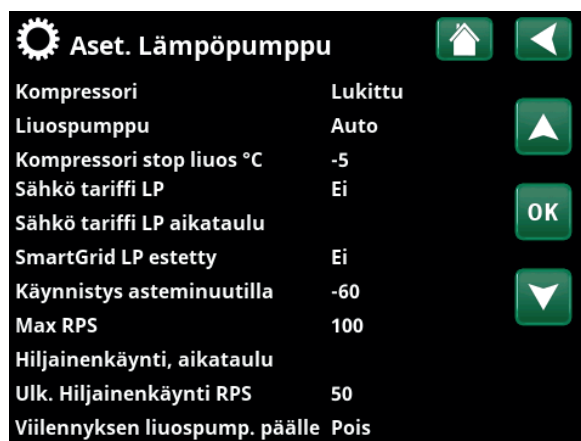 Aset. Lämpöpumppu
Kompressori Lukittu
Liuospumppu Auto
Kompressori stop liuos °C -5
Sähkö tariffi LP Ei
Sähkö tariffi LP aikataulu
OK
SmartGrid LP estetty Ei
Käynnistys asteminuutilla -60
Max RPS 100
Hiljainenkäynti, aikataulu
Ulk. Hiljainenkäynti RPS 50
Viilennyksen liuospump. päälle Pois